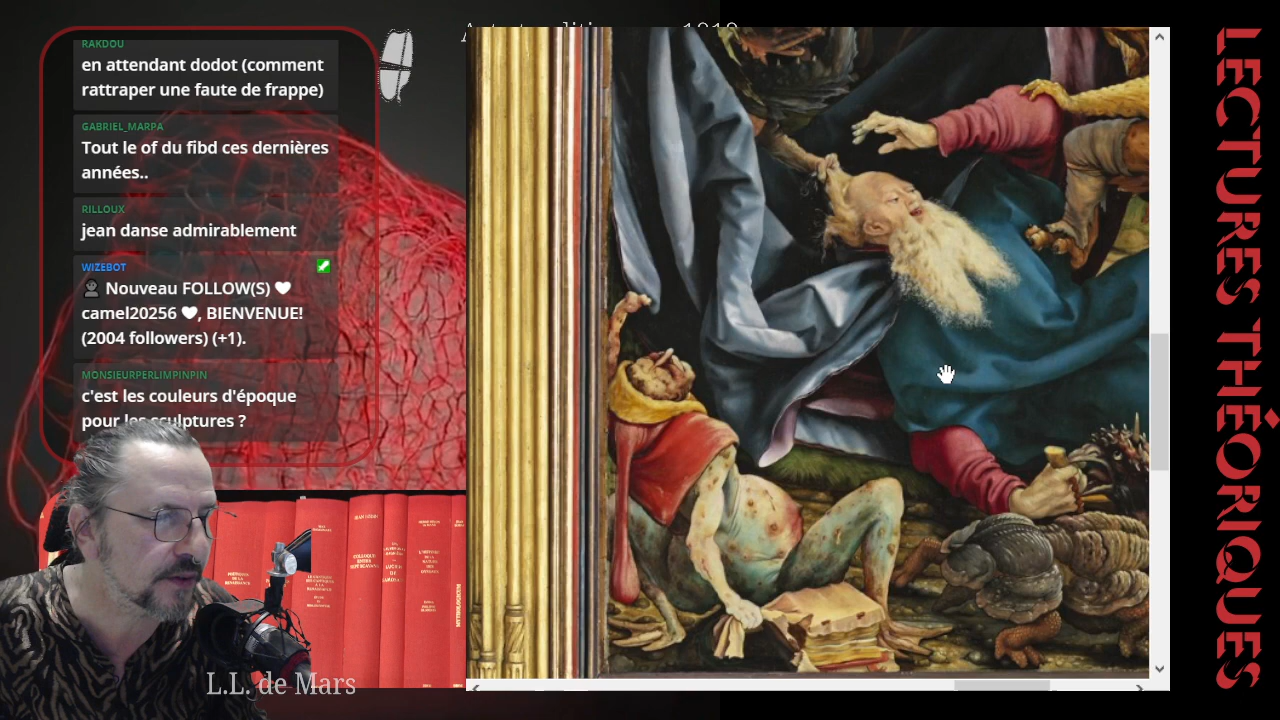 RAKDOU
en attendant dodot (comment
rattraper une faute de frappe)
GABRIEL_MARPA
Tout le of du fibd ces dernières
années..
RILLOUX
jean danse admirablement
WIZEBOT
Nouveau FOLLOW(S)
camel20256 , BIENVENUE!
(2004 followers) (+1).
MONSIEURPERLIMPINPIN
c'est les couleurs d'époque
pour les sculptures ?
L.L. de Mars
LECTURES THÉORIQUES